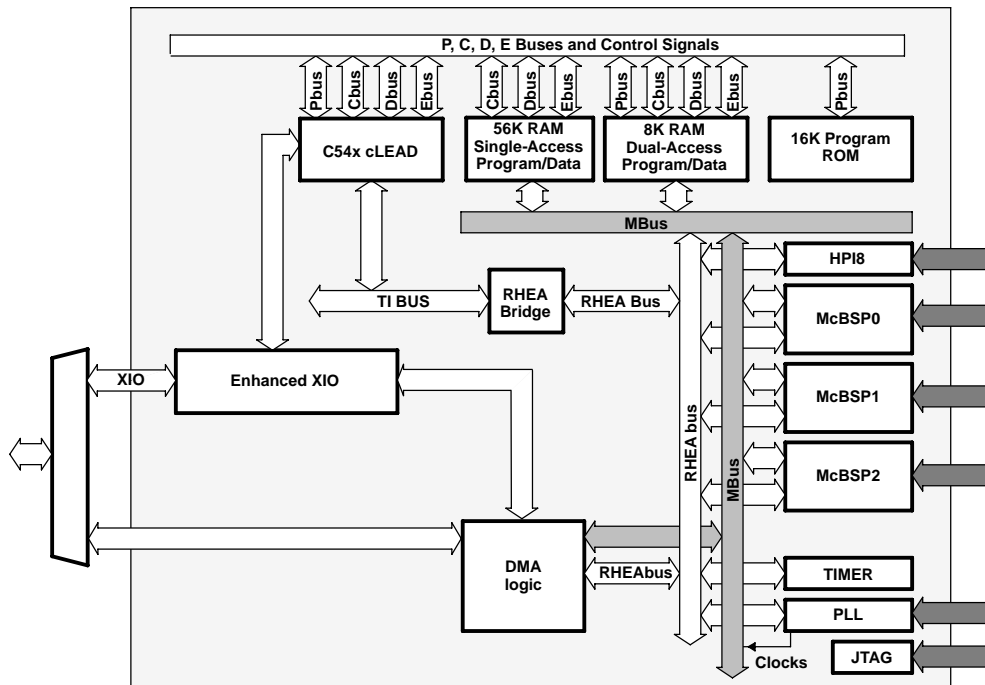 P, C, D, E Buses and Control Signals
Pbus
Cbus
Dbus
Ebus
Cbus
Dbus
Ebus
Pbus
Cbus
Dbus
Ebus
Pbus
C54x cLEAD
56K RAM
Single-Access
Program/Data
8K RAM
Dual-Access
Program/Data
16K Program
ROM
MBus
HPI8
TI BUS
RHEA
Bridge
RHEA Bus
McBSP0
XIO
Enhanced XIO
McBSP1
RHEA bus
MBus
McBSP2
DMA
logic
RHEAbus
TIMER
PLL
Clocks
JTAG